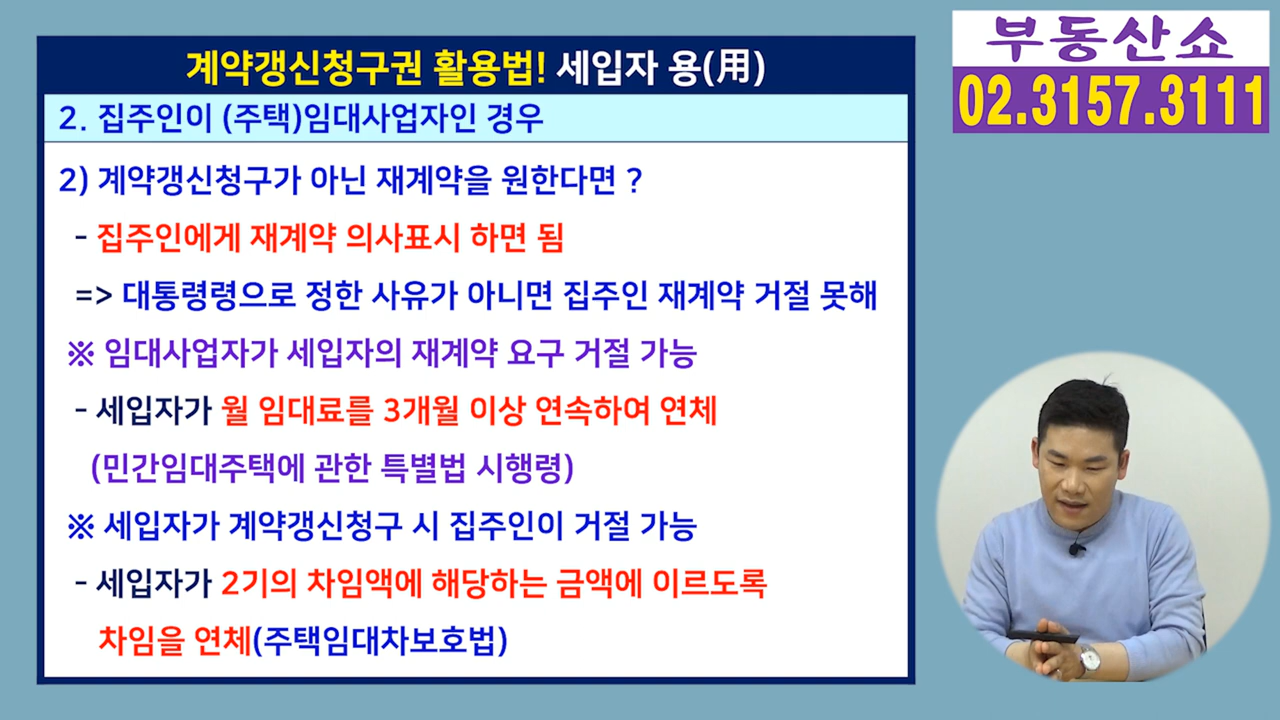 계약갱신청구권 활용법! 세입자 용(用)
부동산쇼
02.3157.3111
2. 집주인이 (주택)임대사업자인 경우
2) 계약갱신청구가 아닌 재계약을 원한다면 ?
- 집주인에게 재계약 의사표시 하면 됨
=> 대통령령으로 정한 사유가 아니면 집주인 재계약 거절 못해
※ 임대사업자가 세입자의 재계약 요구 거절 가능
- 세입자가 월 임대료를 3개월 이상 연속하여 연체
(민간임대주택에 관한 특별법 시행령)
※ 세입자가 계약갱신청구 시 집주인이 거절 가능
- 세입자가 2기의 차임액에 해당하는 금액에 이르도록
차임을 연체(주택임대차보호법)